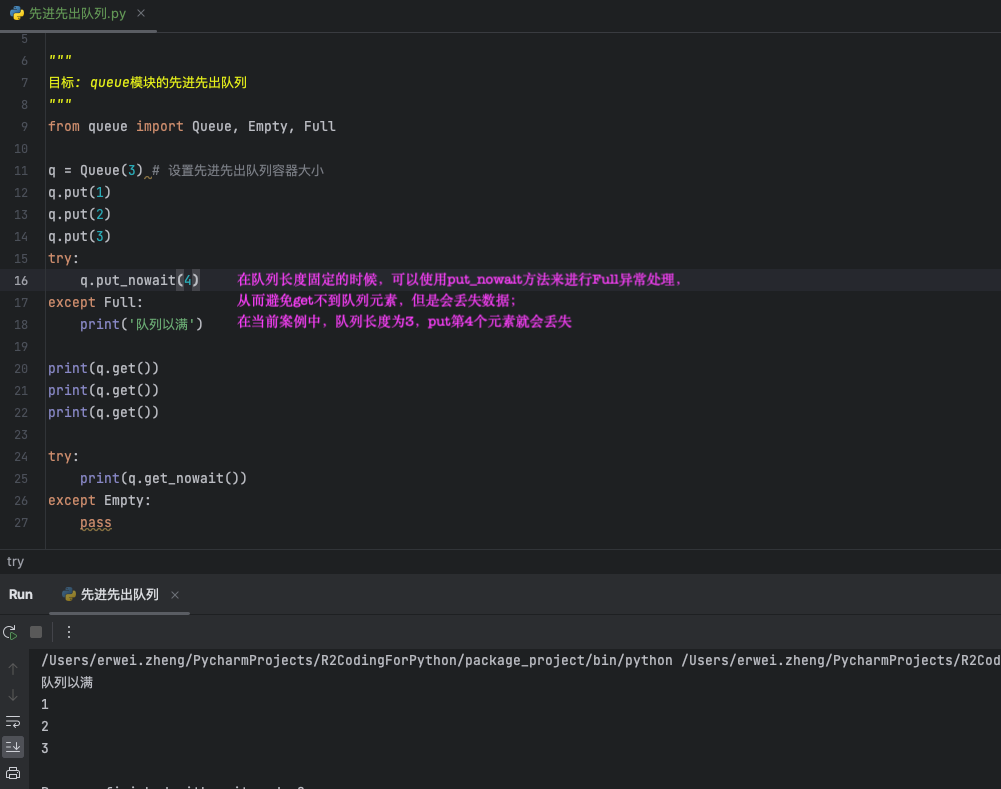 先进先出队列.py ×
5
6 """
7 目标: queue模块的先进先出队列
8 """
9 from queue import Queue, Empty, Full
10
11 q = Queue(3) # 设置先进先出队列容器大小
12 q.put(1)
13 q.put(2)
14 q.put(3)
15 try:
16 q.put_nowait(4) 在队列长度固定的时候，可以使用put_nowait方法来进行Full异常处理，
17 except Full: 从而避免get不到队列元素，但是会丢失数据；
18 print('队列以满') 在当前案例中，队列长度为3，put第4个元素就会丢失
19
20 print(q.get())
21 print(q.get())
22 print(q.get())
23
24 try:
25 print(q.get_nowait())
26 except Empty:
27 pass
try
Run 先进先出队列 ×
/Users/erwei.zheng/PycharmProjects/R2CodingForPython/package_project/bin/python /Users/erwei.zheng/PycharmProjects/R2Cod
队列以满
1
2
3